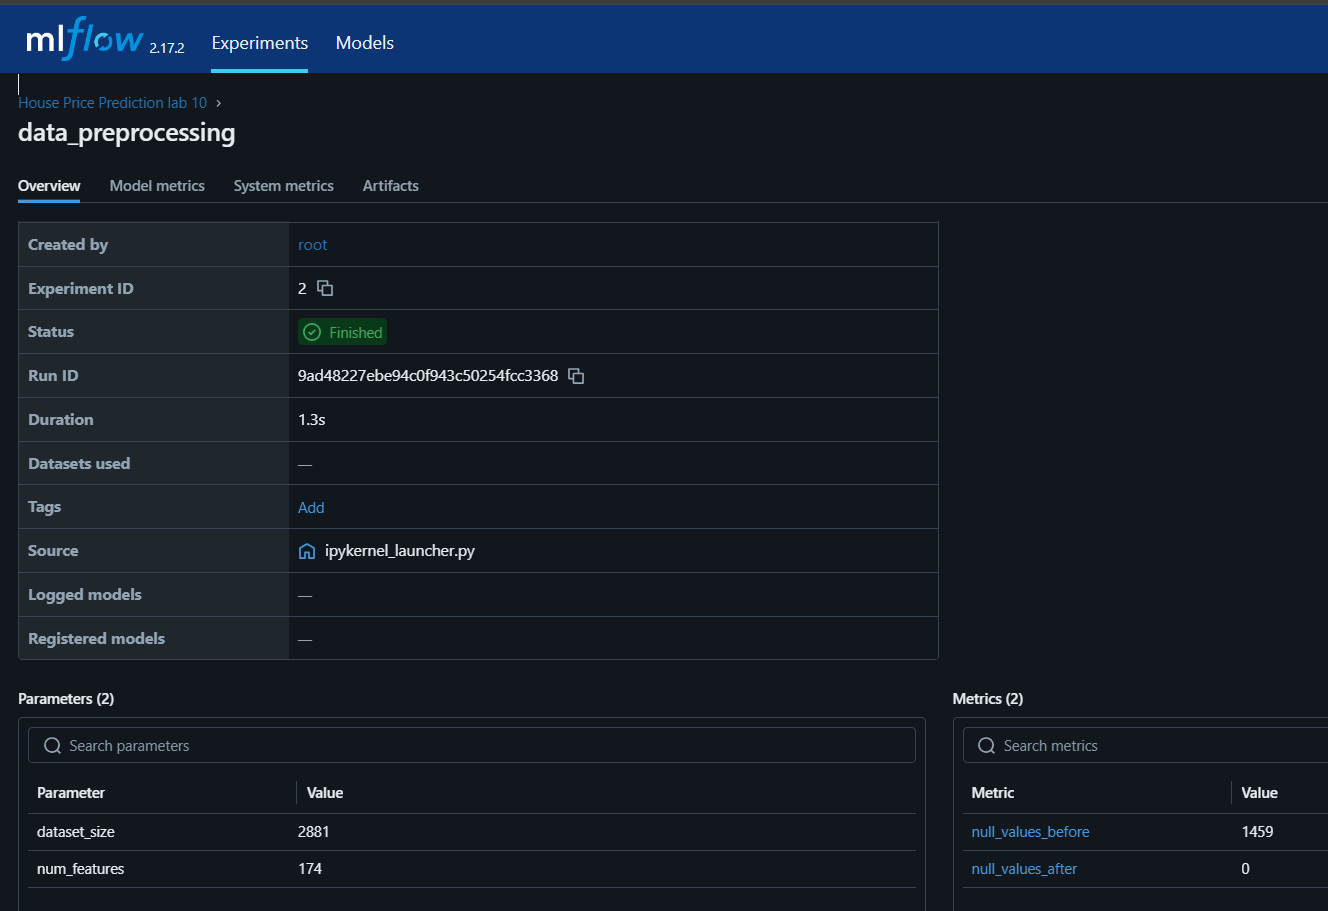 mlflow 2.17.2 Experiments Models
House Price Prediction lab 10 ›
data_preprocessing
Overview Model metrics System metrics Artifacts
Created by root
Experiment ID 2
Status Finished
Run ID 9ad48227ebe94c0f943c50254fcc3368
Duration 1.3s
Datasets used —
Tags Add
Source ipykernel_launcher.py
Logged models —
Registered models —
Parameters (2) Metrics (2)
Search parameters Search metrics
Parameter Value Metric Value
dataset_size 2881 null_values_before 1459
num_features 174 null_values_after 0